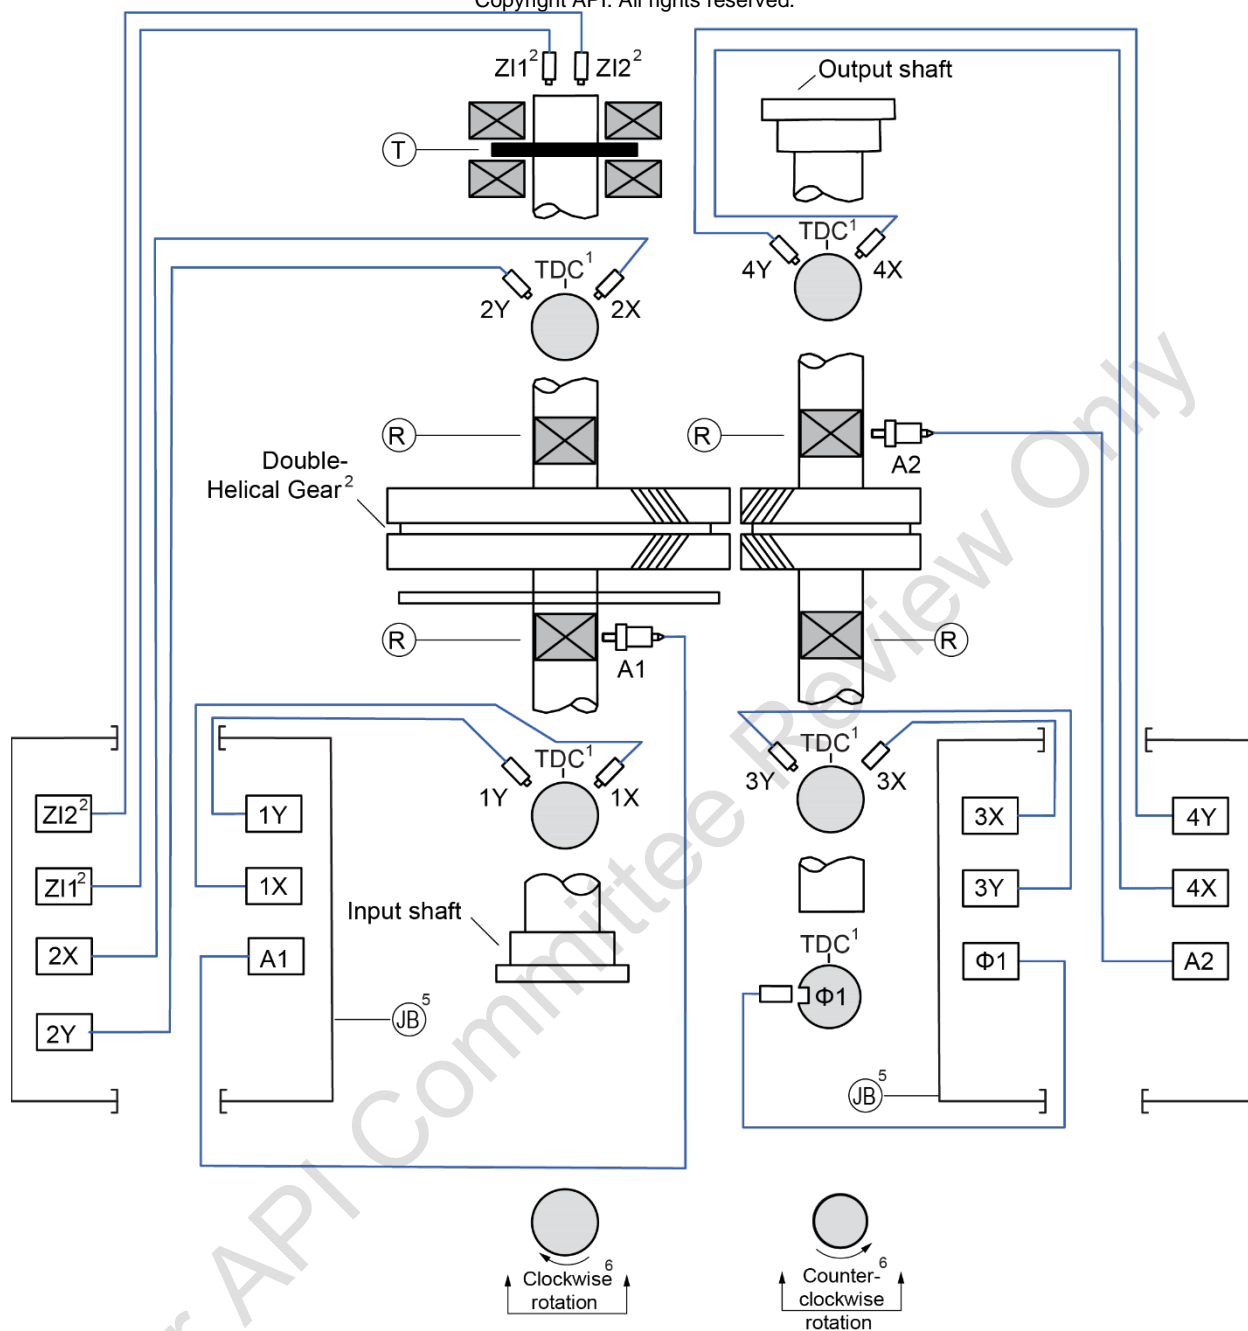 Copyright API. All rights reserved.
ZI1²
ZI2²
Output shaft
T
TDC¹
4Y
4X
TDC¹
2Y
2X
R
R
A2
Double-
Helical Gear²
R
A1
R
TDC¹
1Y
1X
TDC¹
3Y
3X
ZI2²
1Y
3X
4Y
ZI1²
1X
3Y
4X
Input shaft
2X
A1
TDC¹
Φ1
A2
Φ1
2Y
JB⁵
JB⁵
Clockwise⁶
rotation
Counter-⁶
clockwise
rotation
r API Committee Review Only